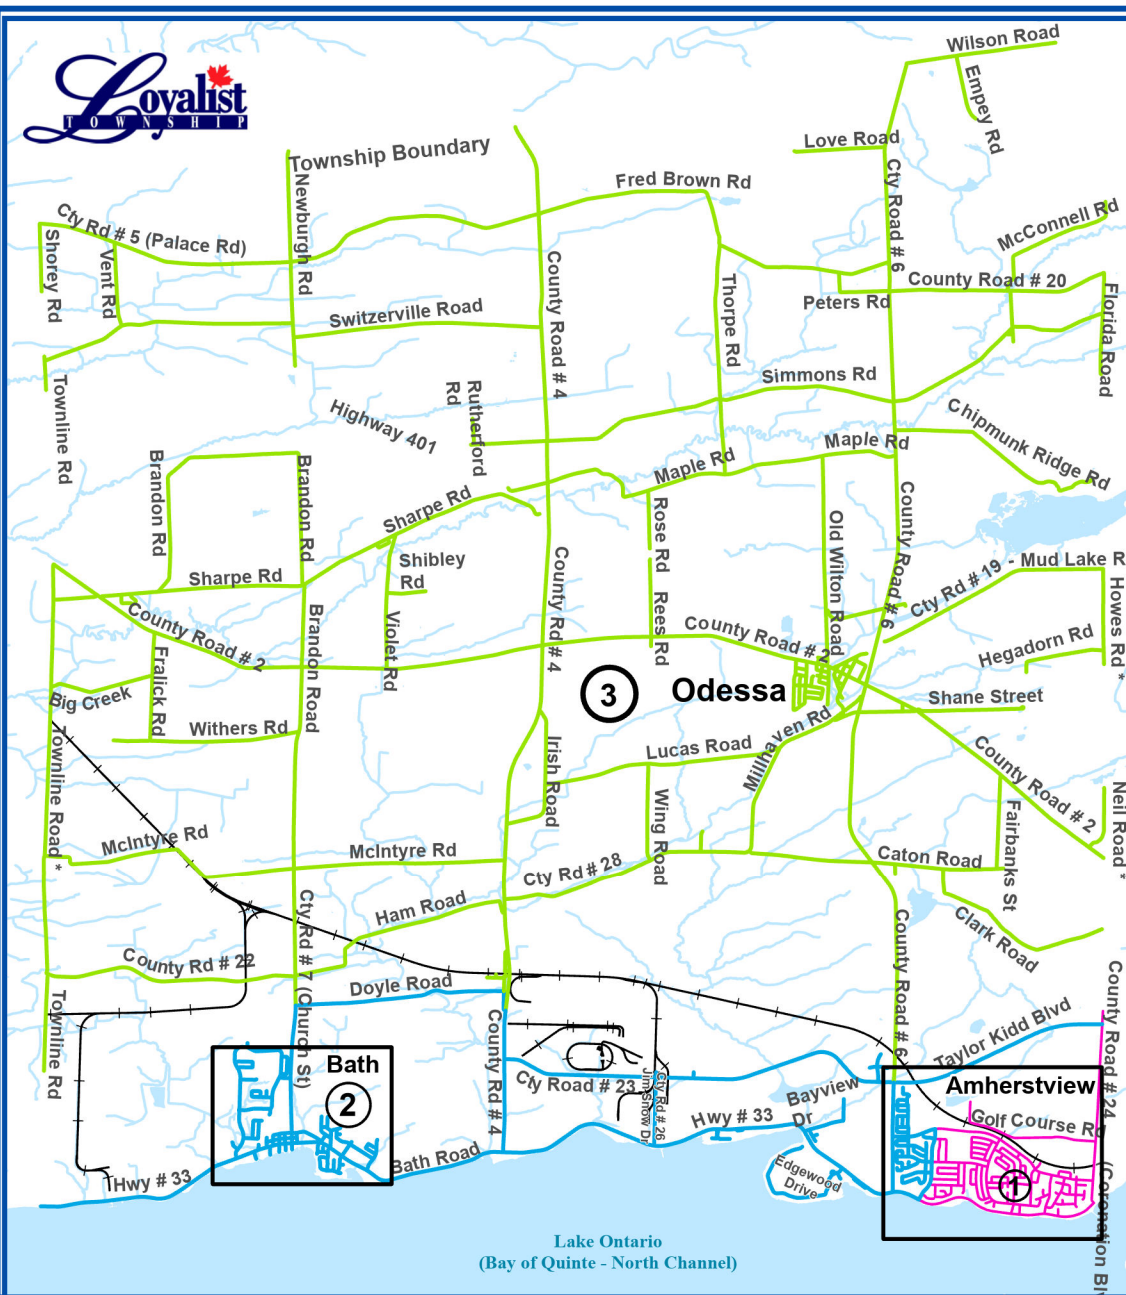 Loyalist
TOWNSHIP
Wilson Road
Empey Rd
Love Road
Township Boundary
Fred Brown Rd
Cty Road # 6
McConnell Rd
Cty Rd # 5 (Palace Rd)
Shorey Rd
Vent Rd
Newburgh Rd
County Road # 4
Thorpe Rd
Peters Rd
County Road # 20
Florida Road
Switzerville Road
Simmons Rd
Townline Rd
Highway 401
Rutherford
Rd
Chipmunk Ridge Rd
Brandon Rd
Brandon Rd
Maple Rd
Maple Rd
Sharpe Rd
Rose Rd
Old Wilton Road
County Road # 6
Cty Rd # 19 - Mud Lake R
Shibley
Rd
Sharpe Rd
County Rd # 4
Rees Rd
Howes Rd *
County Road # 2
Brandon Road
Violet Rd
County Road # 2
Hegadorn Rd
Fralick Rd
Big Creek
3
Odessa
Shane Street
Withers Rd
Townline Road *
Irish Road
Lucas Road
Millhaven Rd
County Road # 2
Neil Road *
McIntyre Rd
McIntyre Rd
Wing Road
Fairbanks St
Caton Road
Cty Rd # 28
Ham Road
Cty Rd # 7 (Church St)
Clark Road
County Road # 6
County Rd # 22
Doyle Road
Townline Rd
County Rd # 4
County Road # 24 (Coronation Blv
Taylor Kidd Blvd
Bath
2
Cty Road # 23
Jim Snow Dr
Cty Rd # 26
Bayview
Dr
Amherstview
Golf Course Rd
Hwy # 33
Bath Road
Hwy # 33
Edgewood
Drive
1
Lake Ontario
(Bay of Quinte - North Channel)